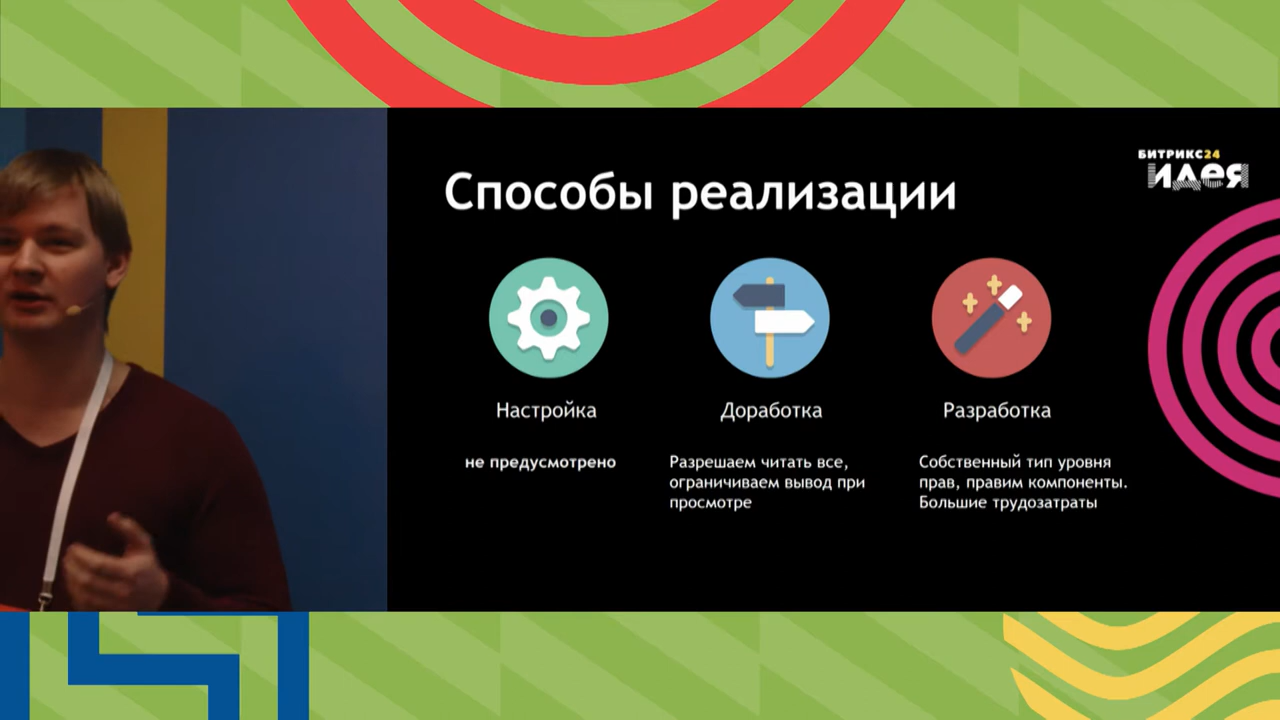 БИТРИКС24
идея
Способы реализации
Настройка
Доработка
Разработка
не предусмотрено
Разрешаем читать все,
ограничиваем вывод при
просмотре
Собственный тип уровня
прав, правим компоненты.
Большие трудозатраты